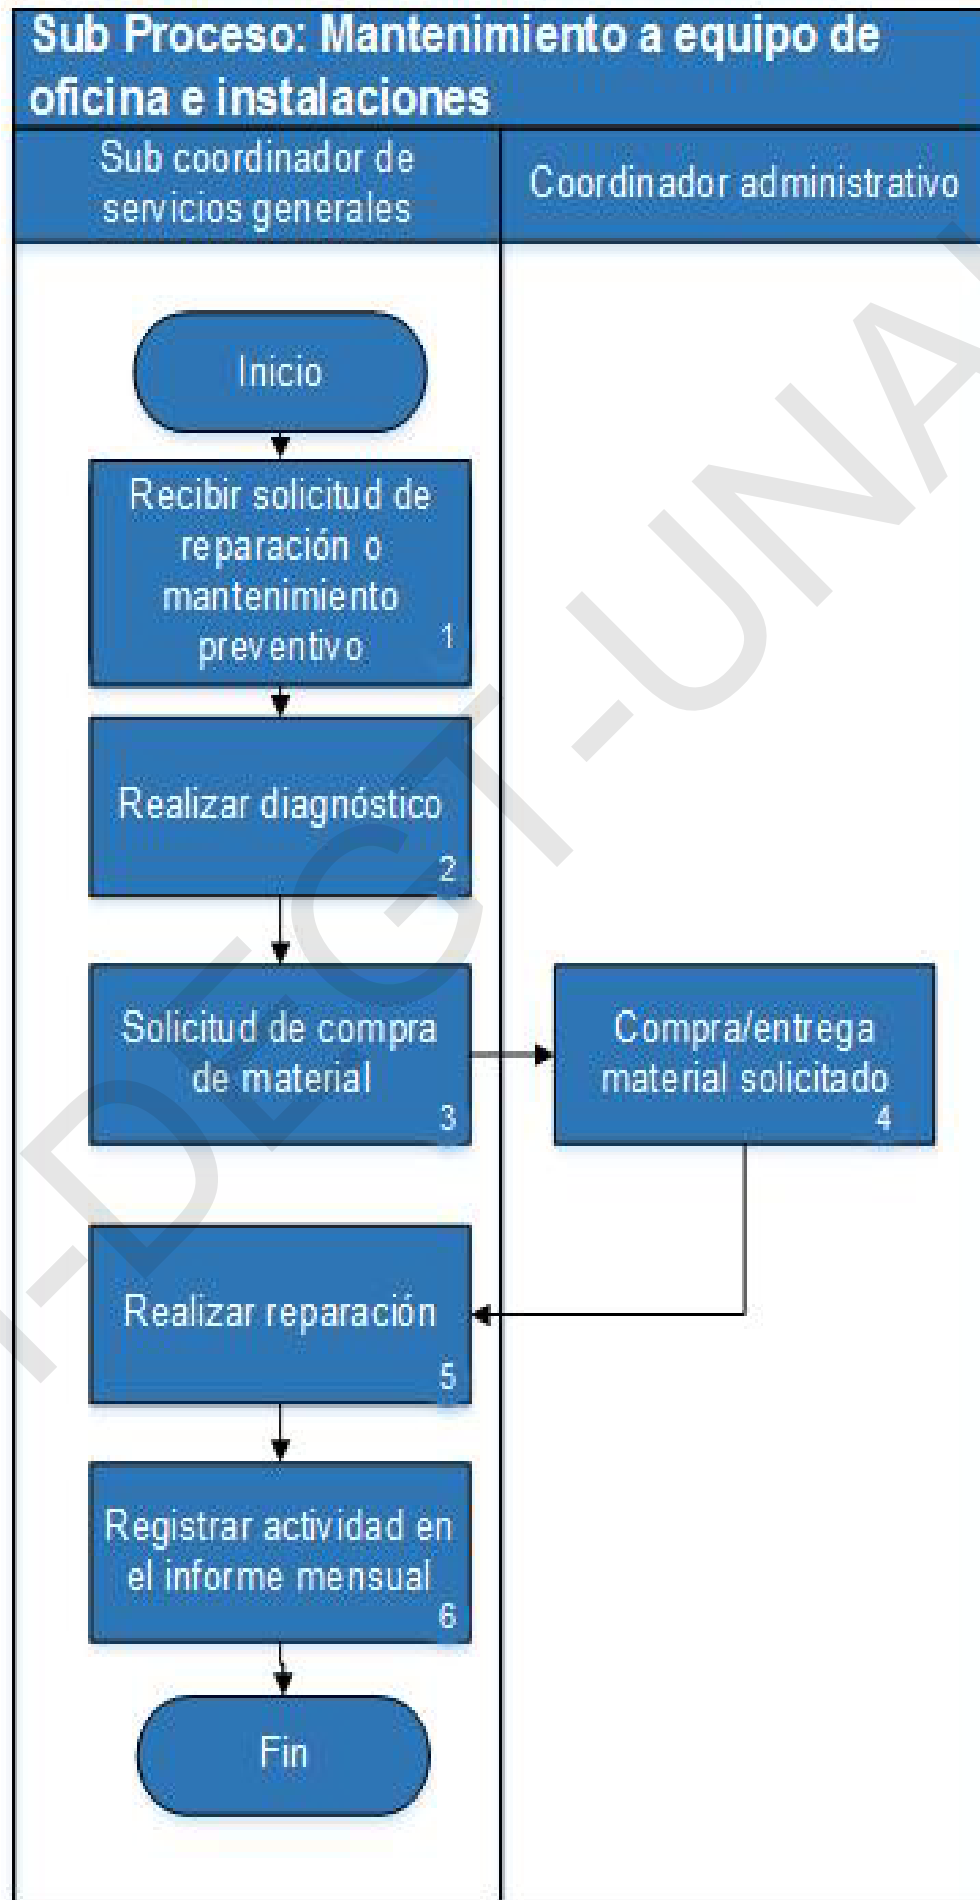 Sub Proceso: Mantenimiento a equipo de
oficina e instalaciones
Sub coordinador de
servicios generales
Coordinador administrativo
Inicio
Recibir solicitud de
reparación o
mantenimiento
preventivo
1
Realizar diagnóstico
2
Solicitud de compra
de material
3
Compra/entrega
material solicitado
4
Realizar reparación
5
Registrar actividad en
el informe mensual
6
Fin